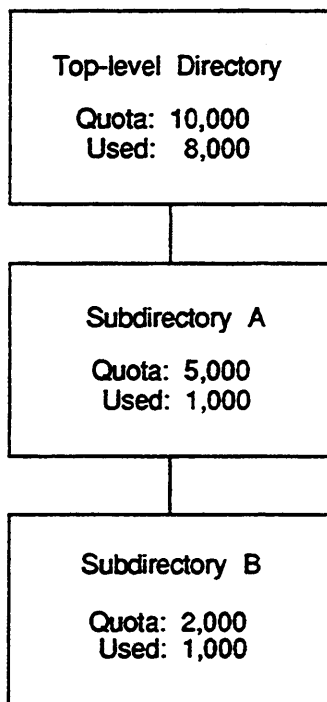 Top-level Directory
Quota: 10,000
Used: 8,000
Subdirectory A
Quota: 5,000
Used: 1,000
Subdirectory B
Quota: 2,000
Used: 1,000